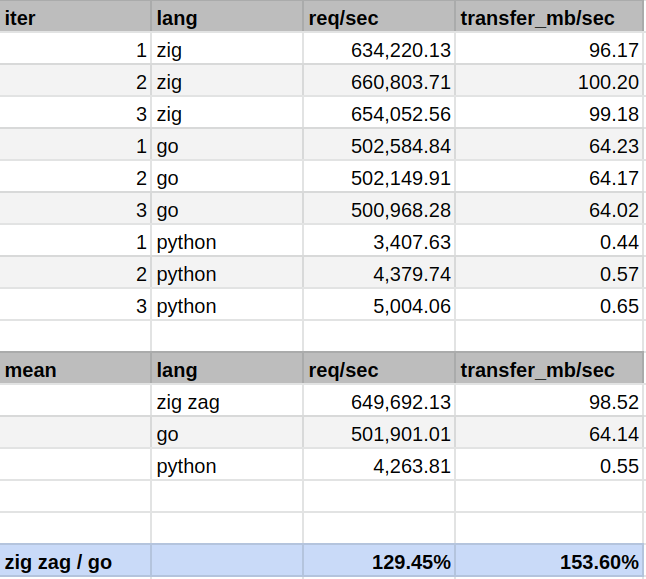 iter lang req/sec transfer_mb/sec
1 zig 634,220.13 96.17
2 zig 660,803.71 100.20
3 zig 654,052.56 99.18
1 go 502,584.84 64.23
2 go 502,149.91 64.17
3 go 500,968.28 64.02
1 python 3,407.63 0.44
2 python 4,379.74 0.57
3 python 5,004.06 0.65
mean lang req/sec transfer_mb/sec
zig zag 649,692.13 98.52
go 501,901.01 64.14
python 4,263.81 0.55
zig zag / go 129.45% 153.60%